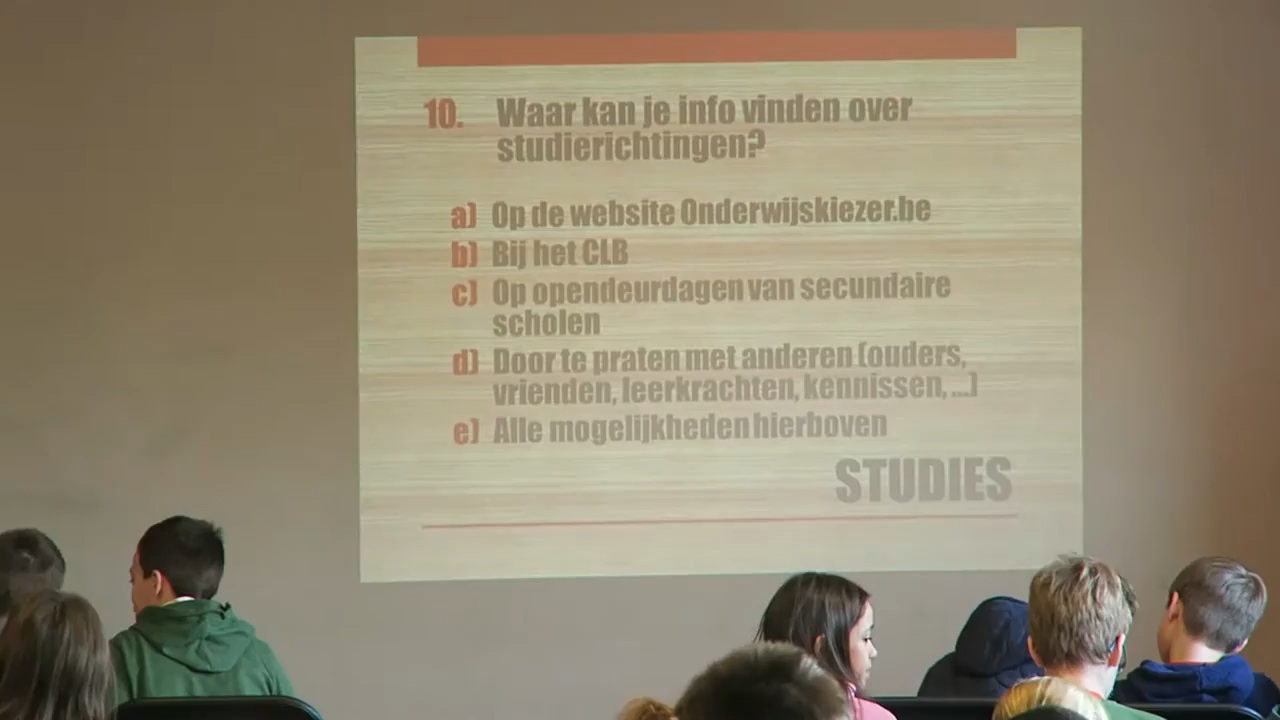 10. Waar kan je info vinden over
studierichtingen?
a) Op de website Onderwijskiezer.be
b) Bij het CLB
c) Op opendeurdagen van secundaire
scholen
d) Door te praten met anderen (ouders,
vrienden, leerkrachten, kennissen, ...)
e) Alle mogelijkheden hierboven
STUDIES